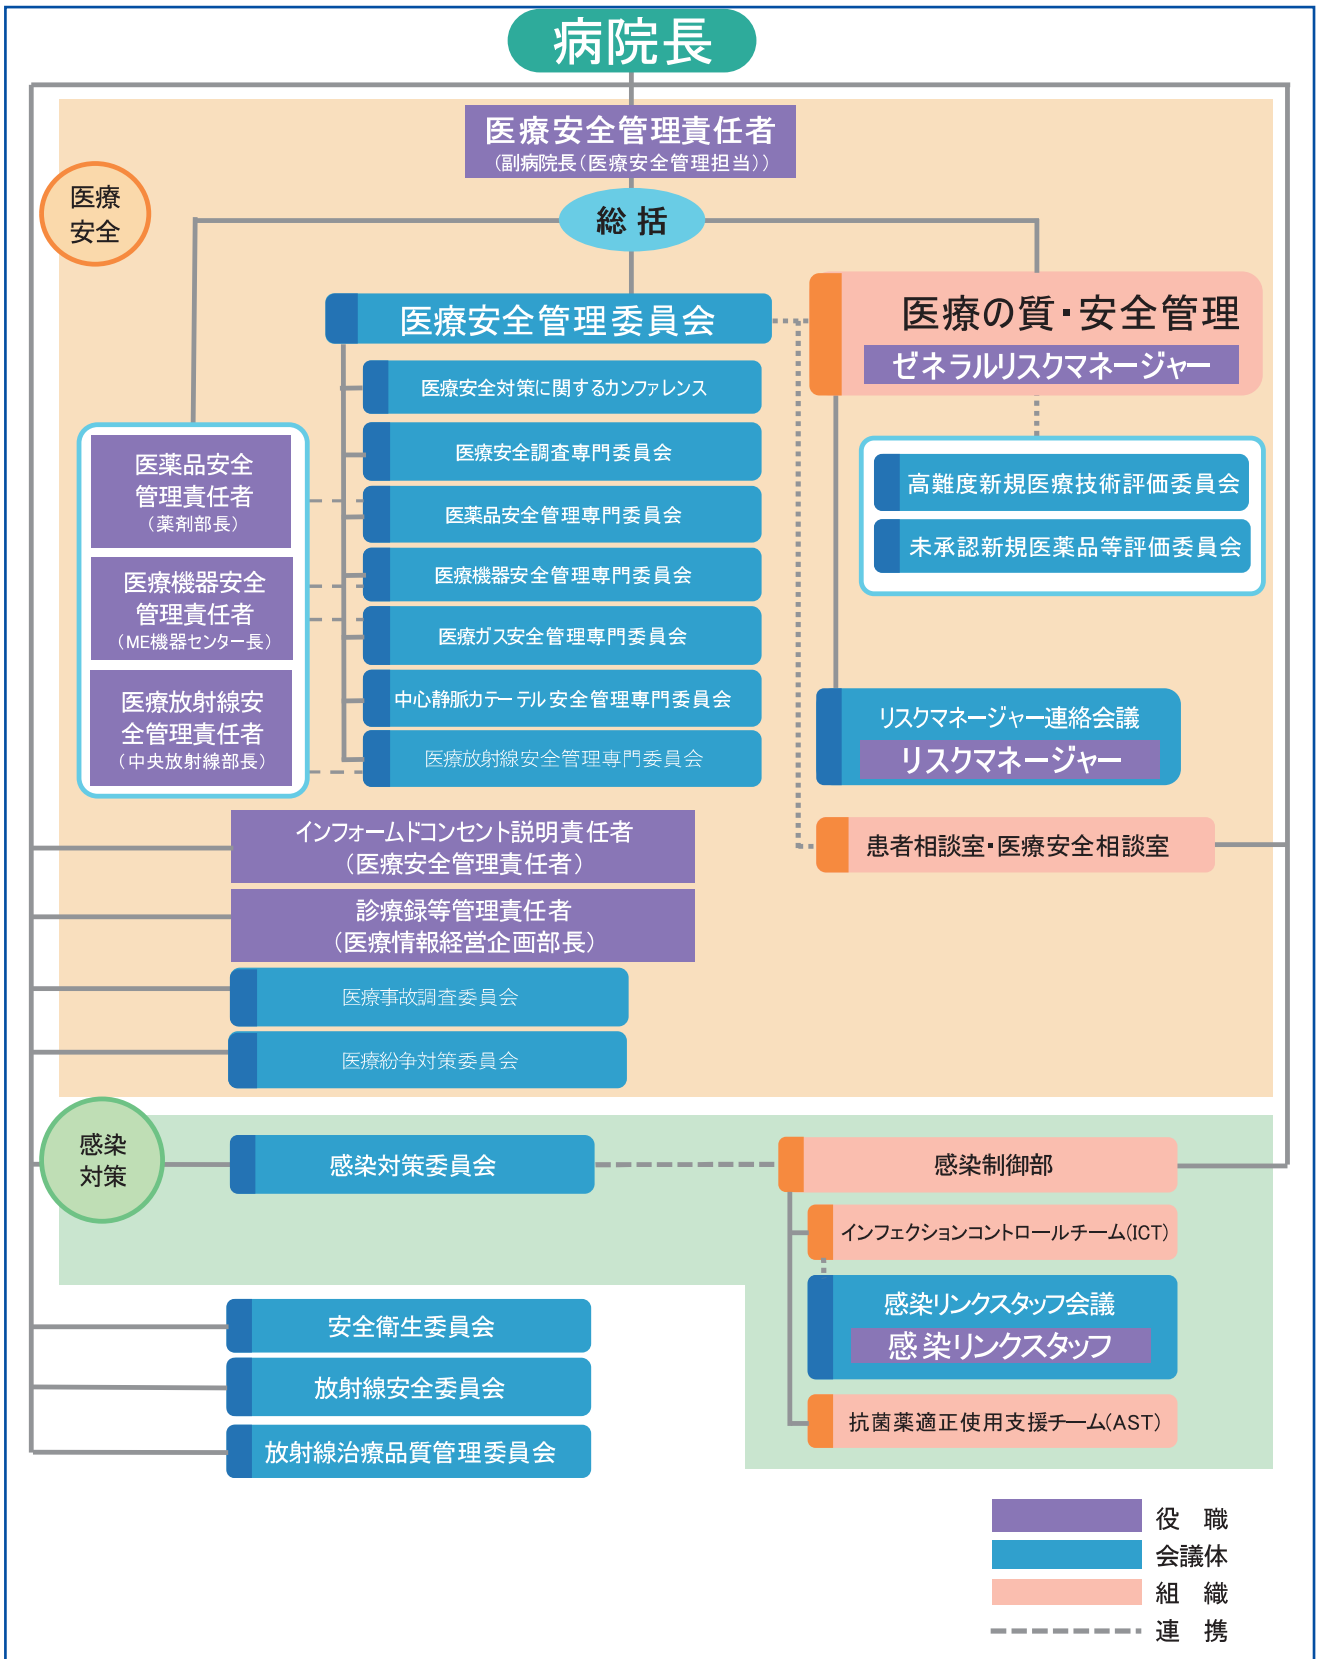 病院長
医療安全管理責任者
（副病院長（医療安全管理担当））
医療
安全
総括
医療安全管理委員会
医療の質・安全管理
ゼネラルリスクマネージャー
医療安全対策に関するカンファレンス
医療安全調査専門委員会
医薬品安全管理専門委員会
医療機器安全管理専門委員会
医療ガス安全管理専門委員会
中心静脈カテーテル安全管理専門委員会
医療放射線安全管理専門委員会
医薬品安全
管理責任者
（薬剤部長）
医療機器安全
管理責任者
（ME機器センター長）
医療放射線安
全管理責任者
（中央放射線部長）
高難度新規医療技術評価委員会
未承認新規医薬品等評価委員会
リスクマネージャー連絡会議
リスクマネージャー
患者相談室・医療安全相談室
インフォームドコンセント説明責任者
（医療安全管理責任者）
診療録等管理責任者
（医療情報経営企画部長）
医療事故調査委員会
医療紛争対策委員会
感染
対策
感染対策委員会
感染制御部
インフェクションコントロールチーム(ICT)
感染リンクスタッフ会議
感染リンクスタッフ
抗菌薬適正使用支援チーム(AST)
安全衛生委員会
放射線安全委員会
放射線治療品質管理委員会
役　職
会議体
組　織
連　携